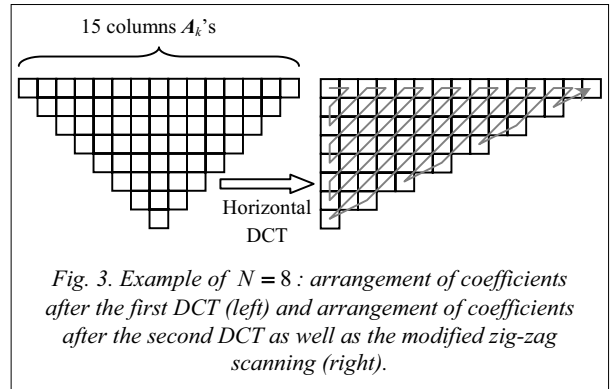 15 columns Aₖ's
Horizontal
DCT
Fig. 3. Example of N = 8 : arrangement of coefficients
after the first DCT (left) and arrangement of coefficients
after the second DCT as well as the modified zig-zag
scanning (right).